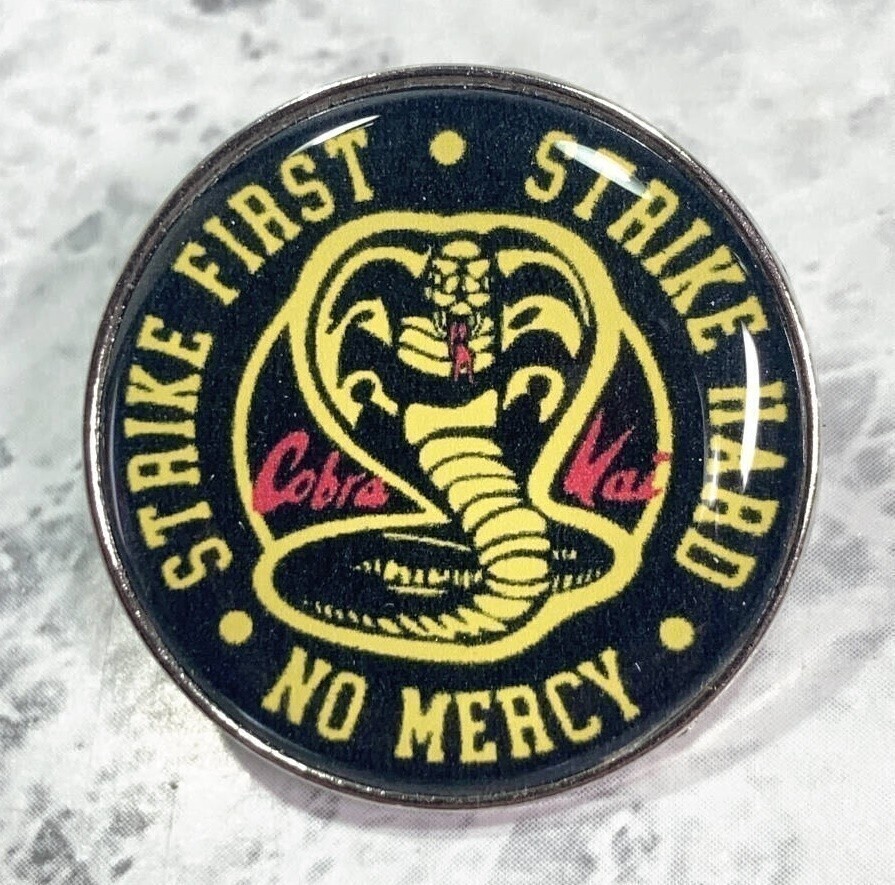 STRIKE FIRST
STRIKE HARD
NO MERCY
Cobra Kai